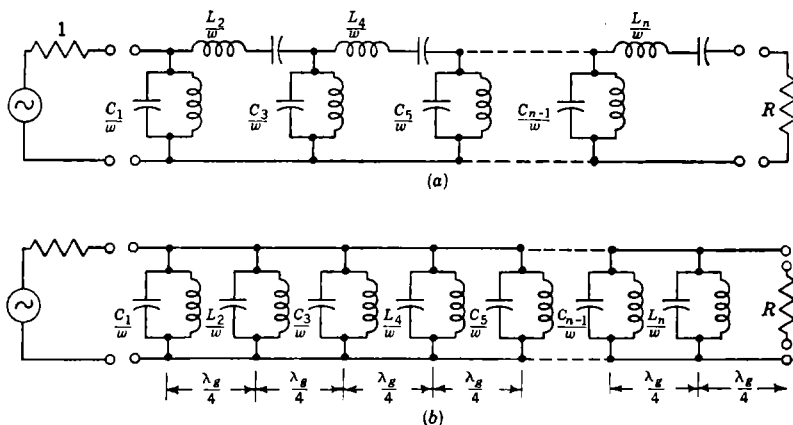 1
L₂/w
L₄/w
Lₙ/w
C₁/w
C₃/w
C₅/w
Cₙ₋₁/w
R
(a)
C₁/w
L₂/w
C₃/w
L₄/w
C₅/w
Cₙ₋₁/w
Lₙ/w
R
λg/4 λg/4 λg/4 λg/4 λg/4 λg/4
(b)